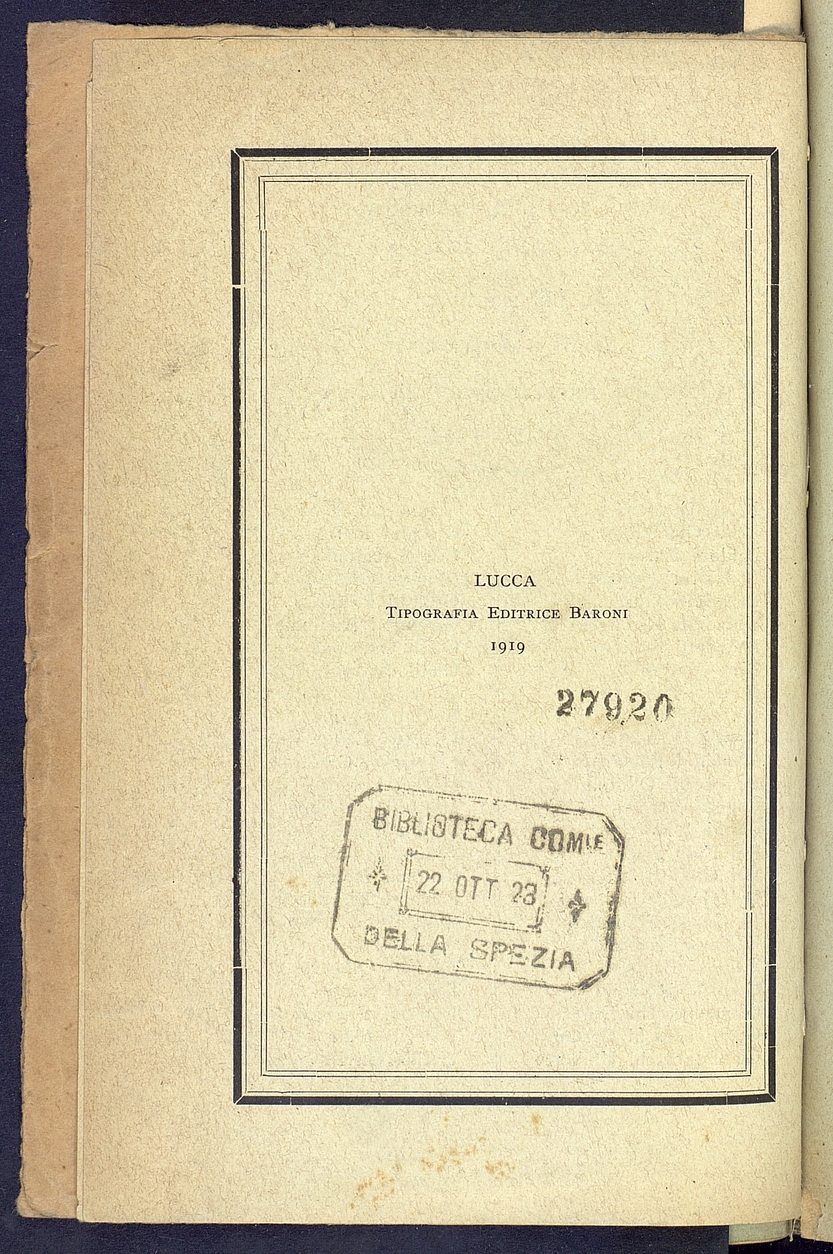 LUCCA
Tipografia Editrice Baroni
1919
27920
BIBLIOTECA COMLE
22 OTT 23
DELLA SPEZIA